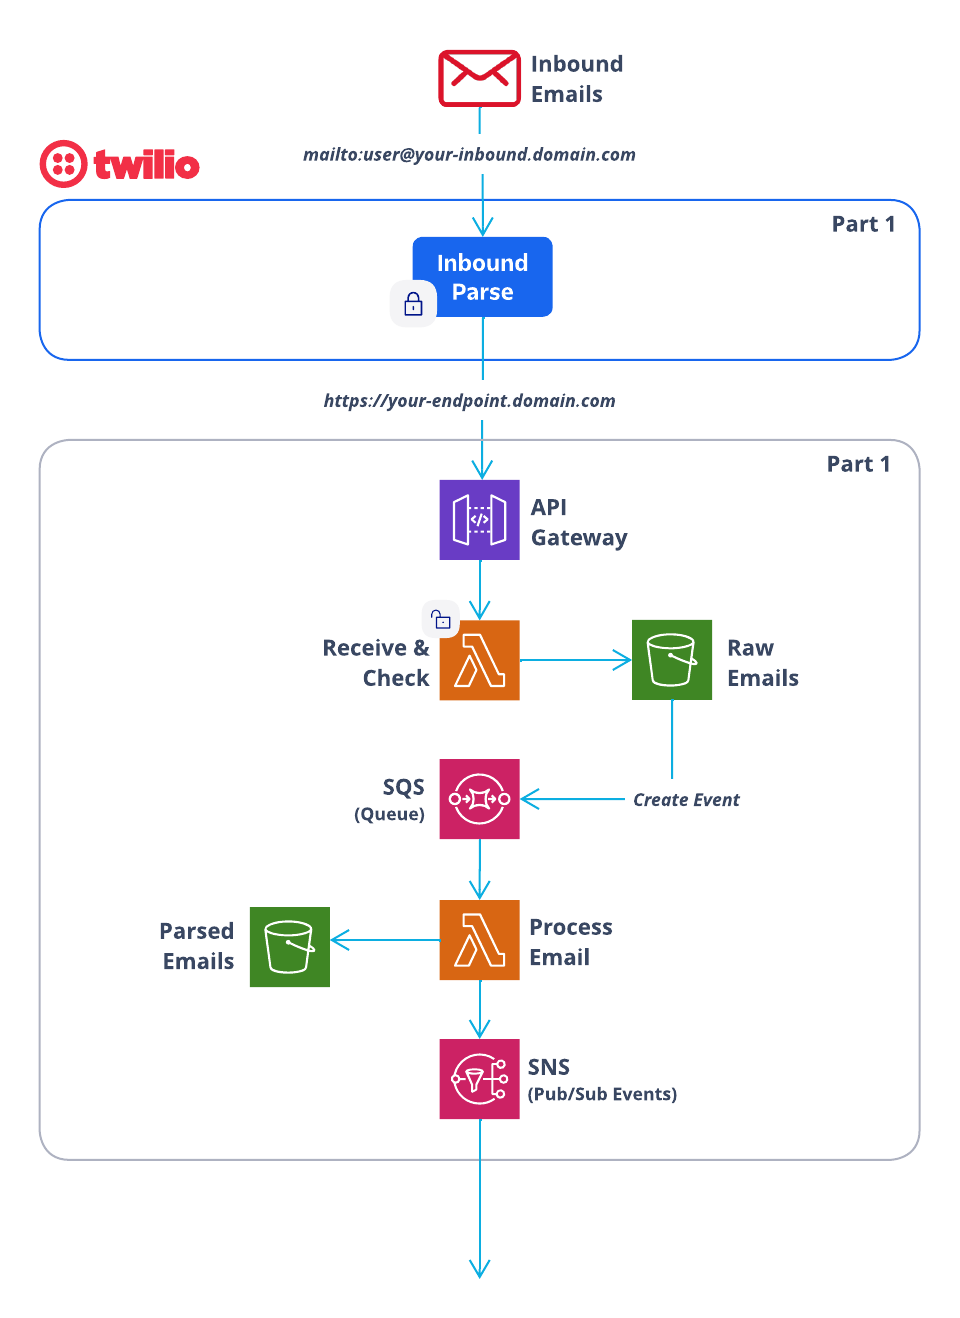 Inbound
Emails
mailto:user@your-inbound.domain.com
twilio
Part 1
Inbound
Parse
https://your-endpoint.domain.com
Part 1
API
Gateway
Receive &
Check
Raw
Emails
SQS
(Queue)
Create Event
Parsed
Emails
Process
Email
SNS
(Pub/Sub Events)